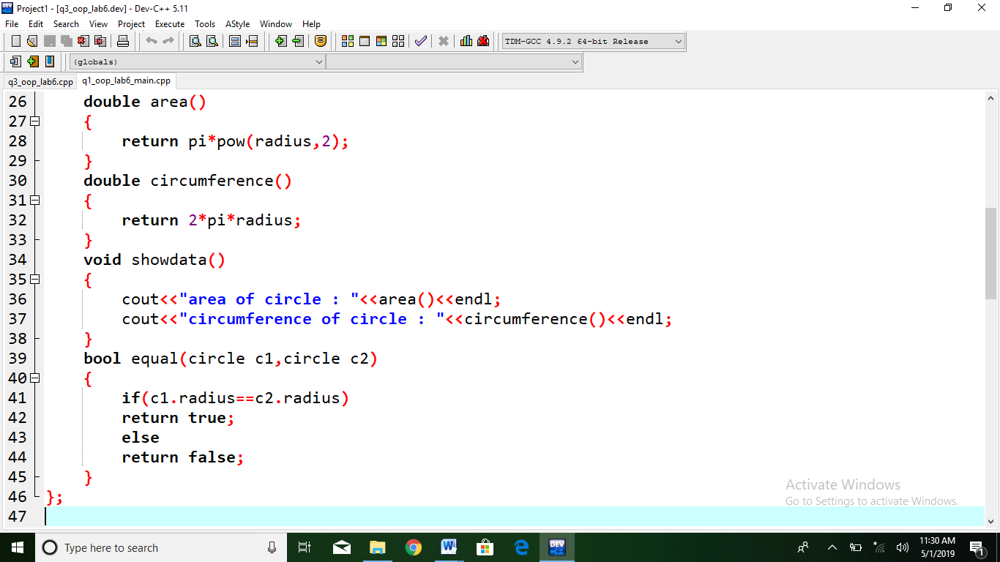 Project1 - [q3_oop_lab6.dev] - Dev-C++ 5.11
File Edit Search View Project Execute Tools AStyle Window Help
TDM-GCC 4.9.2 64-bit Release
(globals)
q3_oop_lab6.cpp q1_oop_lab6_main.cpp
26 double area()
27 {
28 return pi*pow(radius,2);
29 }
30 double circumference()
31 {
32 return 2*pi*radius;
33 }
34 void showdata()
35 {
36 cout<<"area of circle : "<<area()<<endl;
37 cout<<"circumference of circle : "<<circumference()<<endl;
38 }
39 bool equal(circle c1,circle c2)
40 {
41 if(c1.radius==c2.radius)
42 return true;
43 else
44 return false;
45 }
46 };
47
Activate Windows
Go to Settings to activate Windows.
Type here to search
11:30 AM
5/1/2019
1